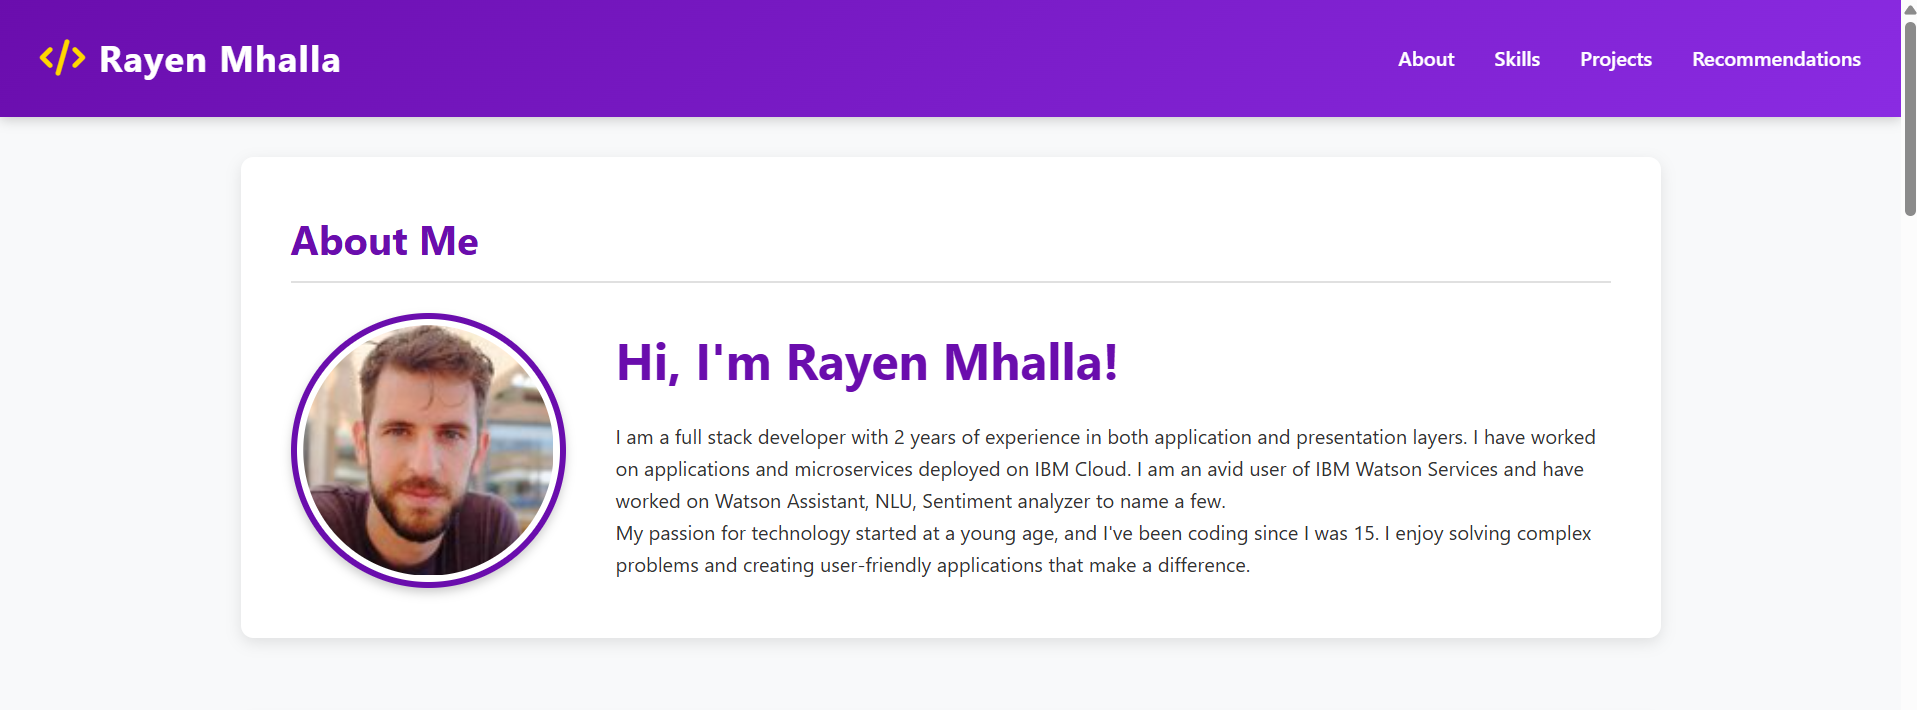 </> Rayen Mhalla
About
Skills
Projects
Recommendations
About Me
Hi, I'm Rayen Mhalla!
I am a full stack developer with 2 years of experience in both application and presentation layers. I have worked
on applications and microservices deployed on IBM Cloud. I am an avid user of IBM Watson Services and have
worked on Watson Assistant, NLU, Sentiment analyzer to name a few.
My passion for technology started at a young age, and I've been coding since I was 15. I enjoy solving complex
problems and creating user-friendly applications that make a difference.